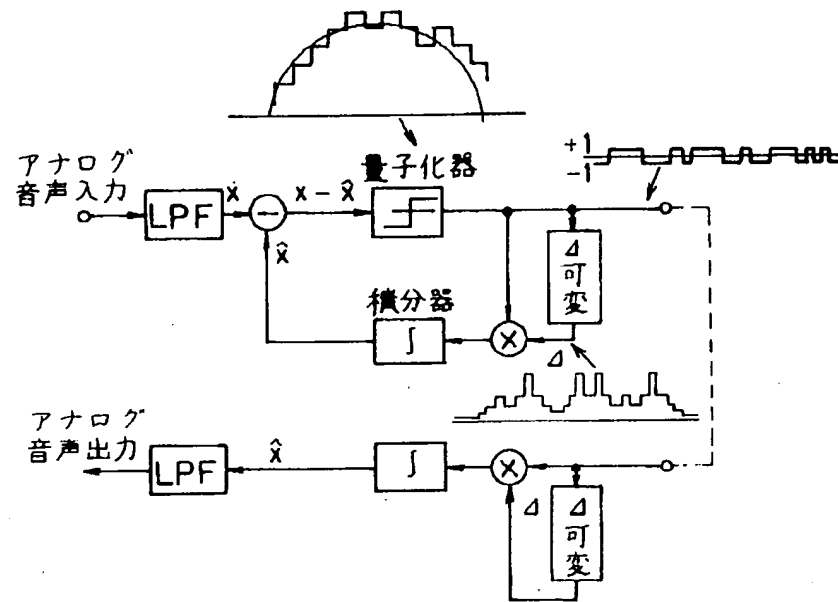 アナログ
音声入力
LPF
x
−
x̂
x − x̂
量子化器
+1
−1
積分器
∫
×
Δ
Δ
可
変
アナログ
音声出力
LPF
x̂
∫
×
Δ
Δ
可
変